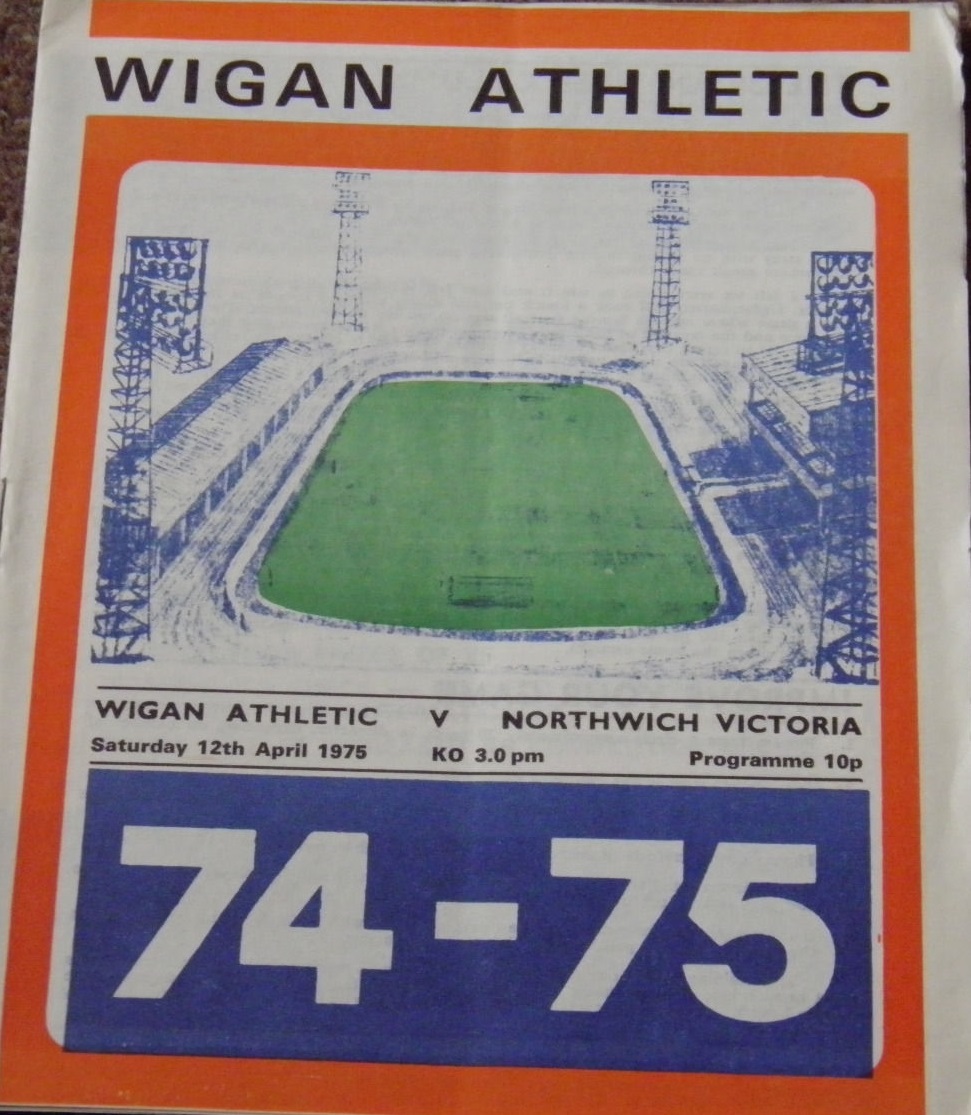 WIGAN ATHLETIC
WIGAN ATHLETIC V NORTHWICH VICTORIA
Saturday 12th April 1975 KO 3.0 pm Programme 10p
74-75